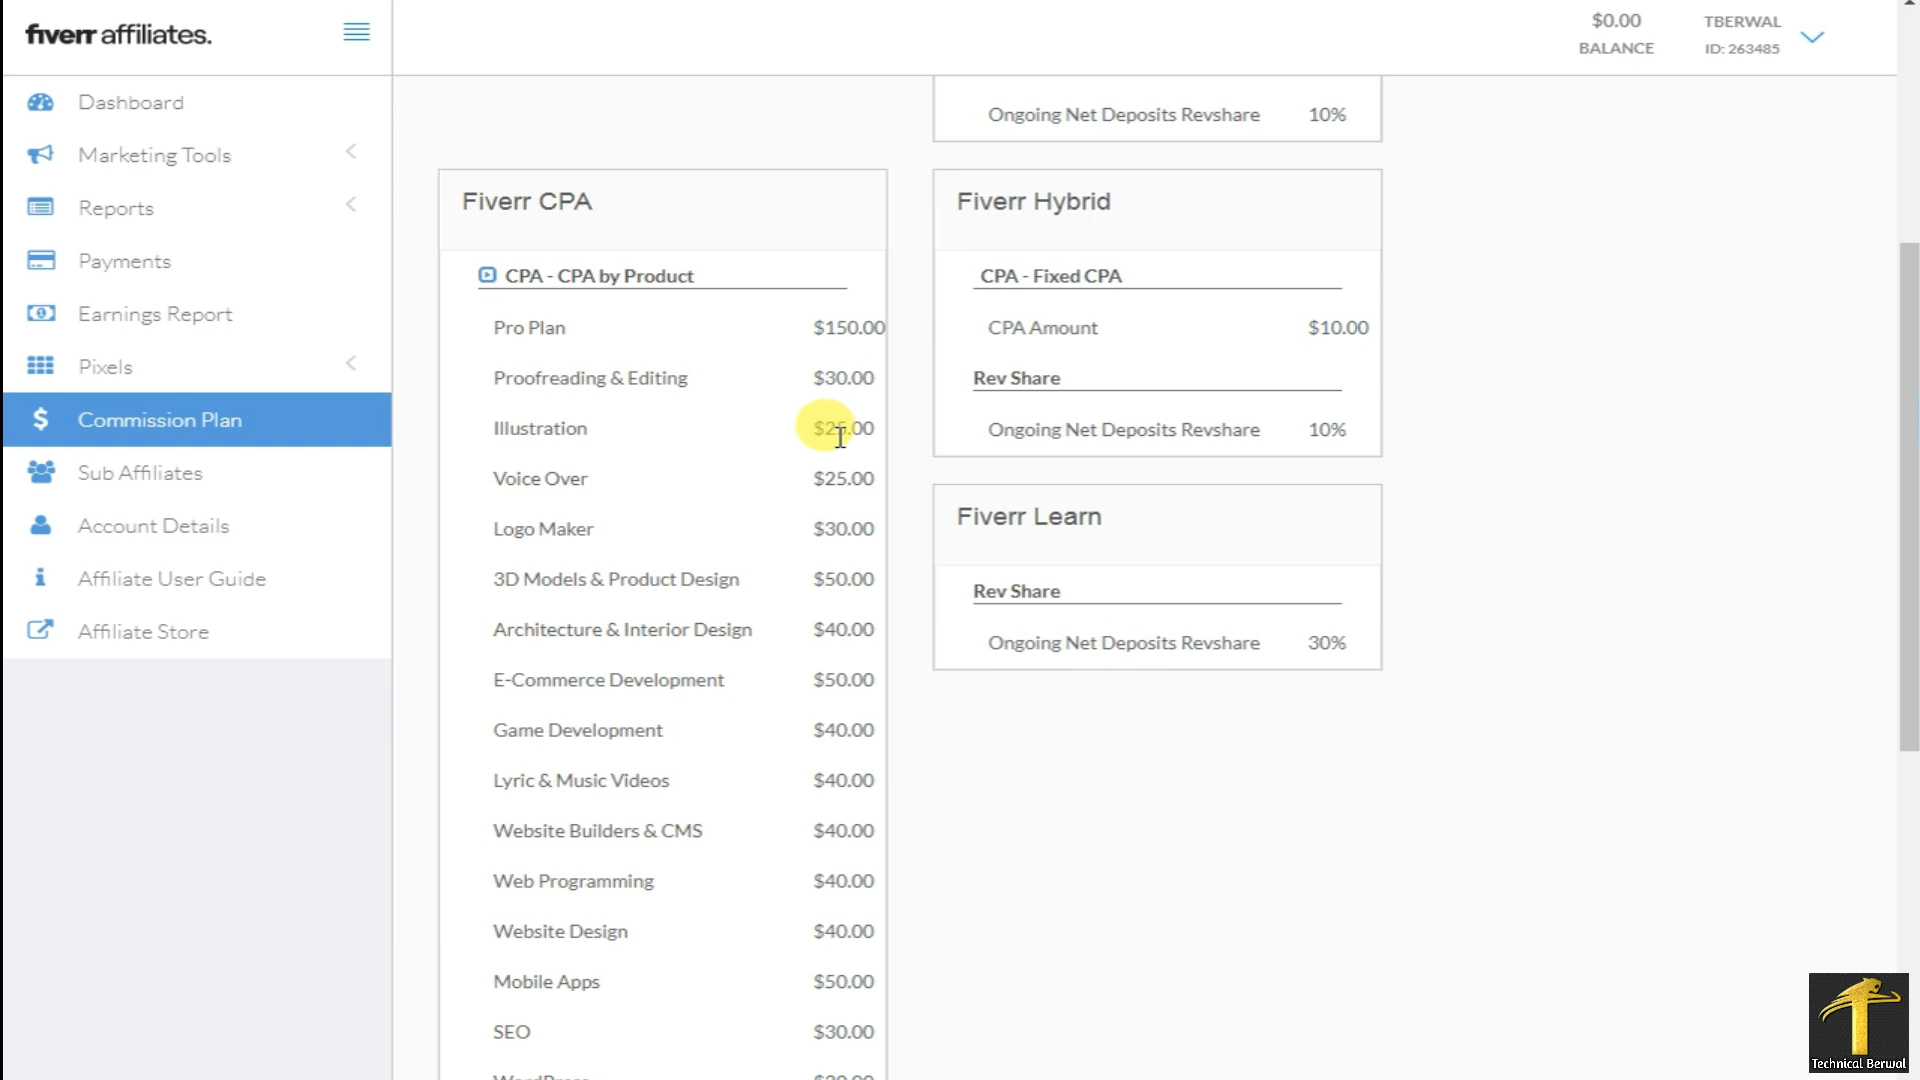 fiverr affiliates.
$0.00
BALANCE
TBERWAL
ID: 263485
Dashboard
Marketing Tools
Reports
Payments
Earnings Report
Pixels
Commission Plan
Sub Affiliates
Account Details
Affiliate User Guide
Affiliate Store
Ongoing Net Deposits Revshare 10%
Fiverr CPA
CPA - CPA by Product
Pro Plan $150.00
Proofreading & Editing $30.00
Illustration $25.00
Voice Over $25.00
Logo Maker $30.00
3D Models & Product Design $50.00
Architecture & Interior Design $40.00
E-Commerce Development $50.00
Game Development $40.00
Lyric & Music Videos $40.00
Website Builders & CMS $40.00
Web Programming $40.00
Website Design $40.00
Mobile Apps $50.00
SEO $30.00
Fiverr Hybrid
CPA - Fixed CPA
CPA Amount $10.00
Rev Share
Ongoing Net Deposits Revshare 10%
Fiverr Learn
Rev Share
Ongoing Net Deposits Revshare 30%
Technical Berwal